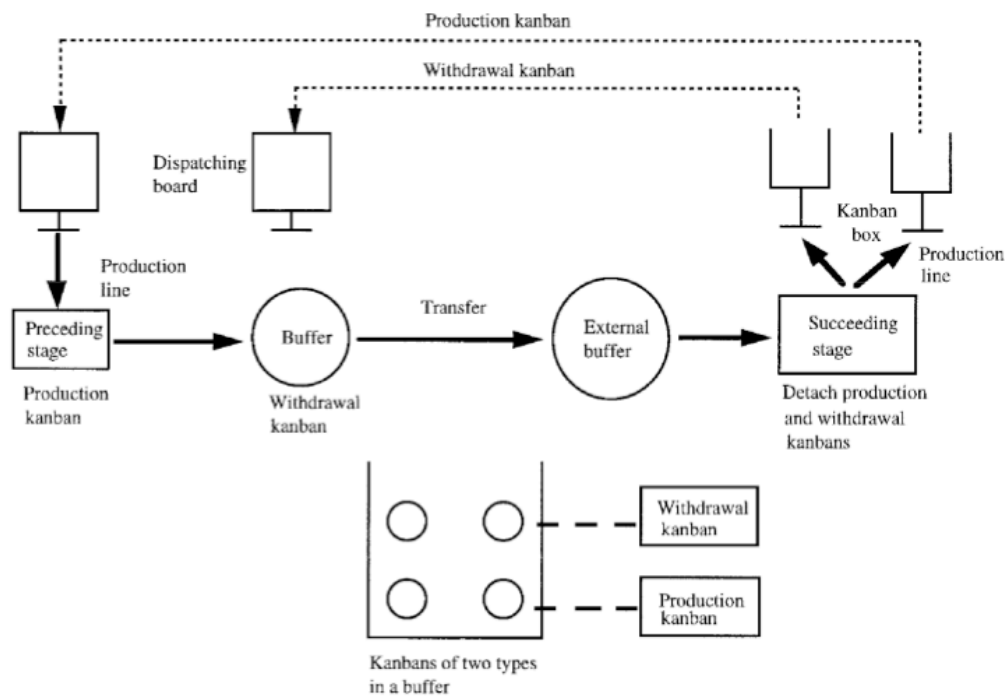 Production kanban
Withdrawal kanban
Dispatching
board
Kanban
box
Production
line
Production
line
Transfer
Preceding
stage
Buffer
External
buffer
Succeeding
stage
Production
kanban
Withdrawal
kanban
Detach production
and withdrawal
kanbans
Withdrawal
kanban
Production
kanban
Kanbans of two types
in a buffer